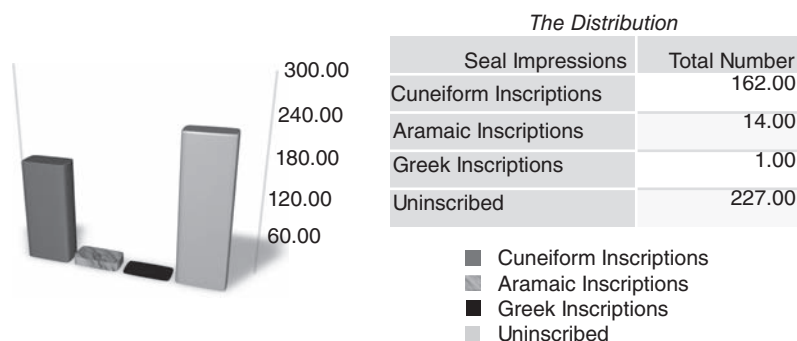 The Distribution
300.00
240.00
180.00
120.00
60.00
Seal Impressions Total Number
Cuneiform Inscriptions 162.00
Aramaic Inscriptions 14.00
Greek Inscriptions 1.00
Uninscribed 227.00
Cuneiform Inscriptions
Aramaic Inscriptions
Greek Inscriptions
Uninscribed